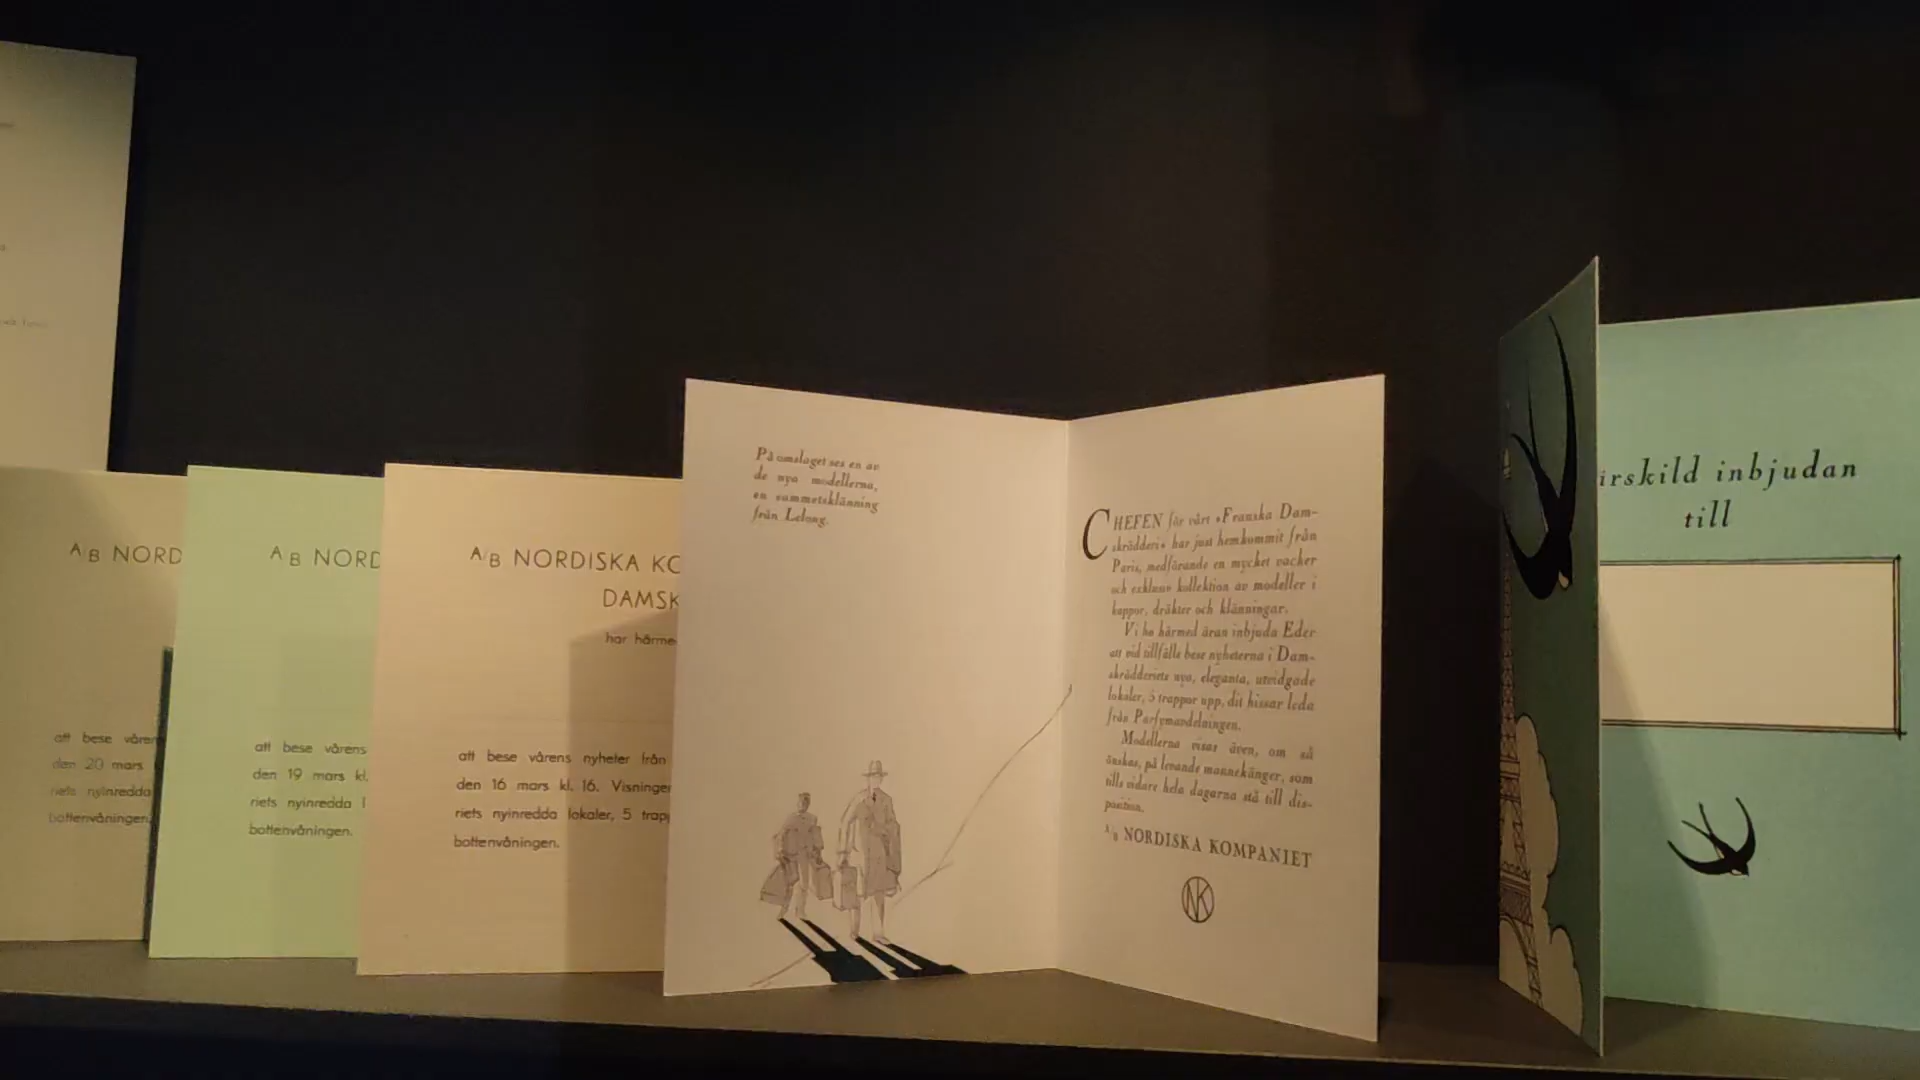 A/B NORD
att bese våren
den 20 mars
riets nyinredda
bottenvåningen.
A/B NORD
att bese vårens
den 19 mars kl.
riets nyinredda l
bottenvåningen.
A/B NORDISKA KO
DAMSK
har härme
att bese vårens nyheter från
den 16 mars kl. 16. Visningen
riets nyinredda lokaler, 5 trapp
bottenvåningen.
På omslaget ses en av
de nya modellerna,
en sammetsklänning
från Lelong.
CHEFEN för vårt »Franska Dam-
skrädderi« har just hemkommit från
Paris, medförande en mycket vacker
och exklusiv kollektion av modeller i
kappor, dräkter och klänningar.
Vi ha härmed äran inbjuda Eder
att vid tillfälle bese nyheterna i Dam-
skrädderiets nya, eleganta, utvidgade
lokaler, 5 trappor upp, dit hissar leda
från Parfymavdelningen.
Modellerna visas även, om så
önskas, på levande mannekänger, som
tills vidare hela dagarna stå till dis-
position.
A/B NORDISKA KOMPANIET
NK
ärskild inbjudan
till